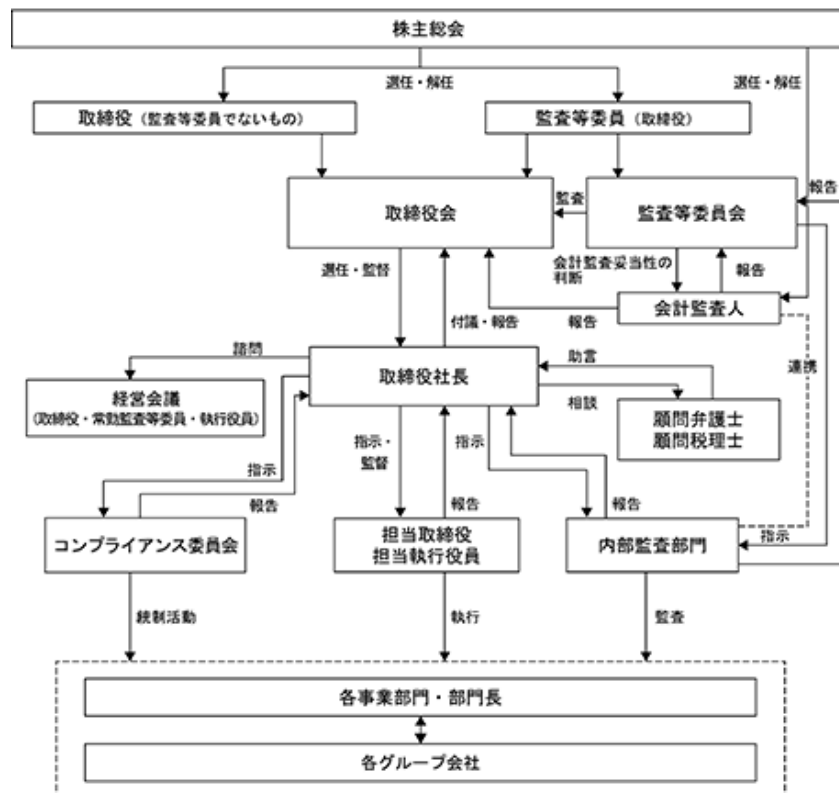 株主総会
選任・解任
選任・解任
取締役（監査等委員でないもの）
監査等委員（取締役）
取締役会
監査
監査等委員会
報告
選任・監督
付議・報告
会計監査妥当性の
判断
報告
報告
会計監査人
諮問
取締役社長
助言
相談
連携
経営会議
（取締役・常勤監査等委員・執行役員）
顧問弁護士
顧問税理士
指示
報告
指示・
監督
報告
指示
報告
指示
コンプライアンス委員会
担当取締役
担当執行役員
内部監査部門
統制活動
執行
監査
各事業部門・部門長
各グループ会社